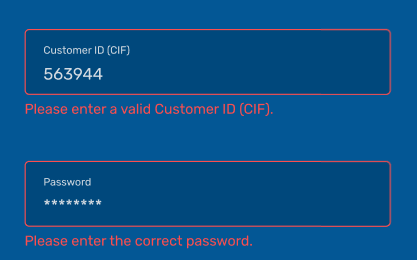 Customer ID (CIF)
563944
Please enter a valid Customer ID (CIF).
Password
********
Please enter the correct password.